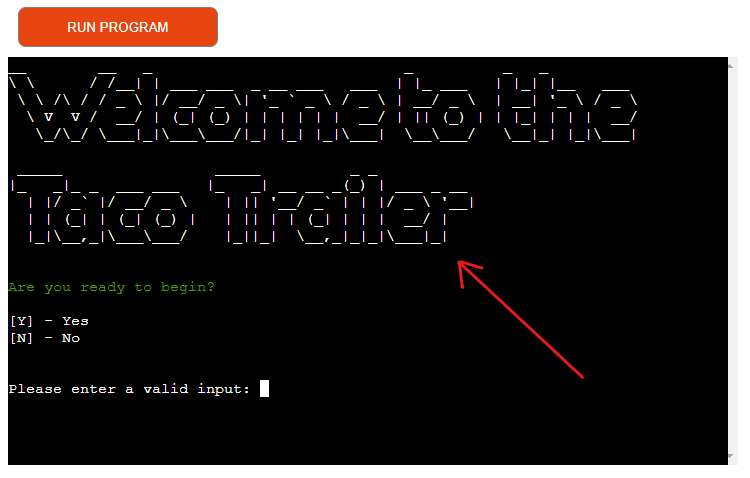 RUN PROGRAM
Welcome to the
Taco Trailer
Are you ready to begin?
[Y] - Yes
[N] - No
Please enter a valid input: